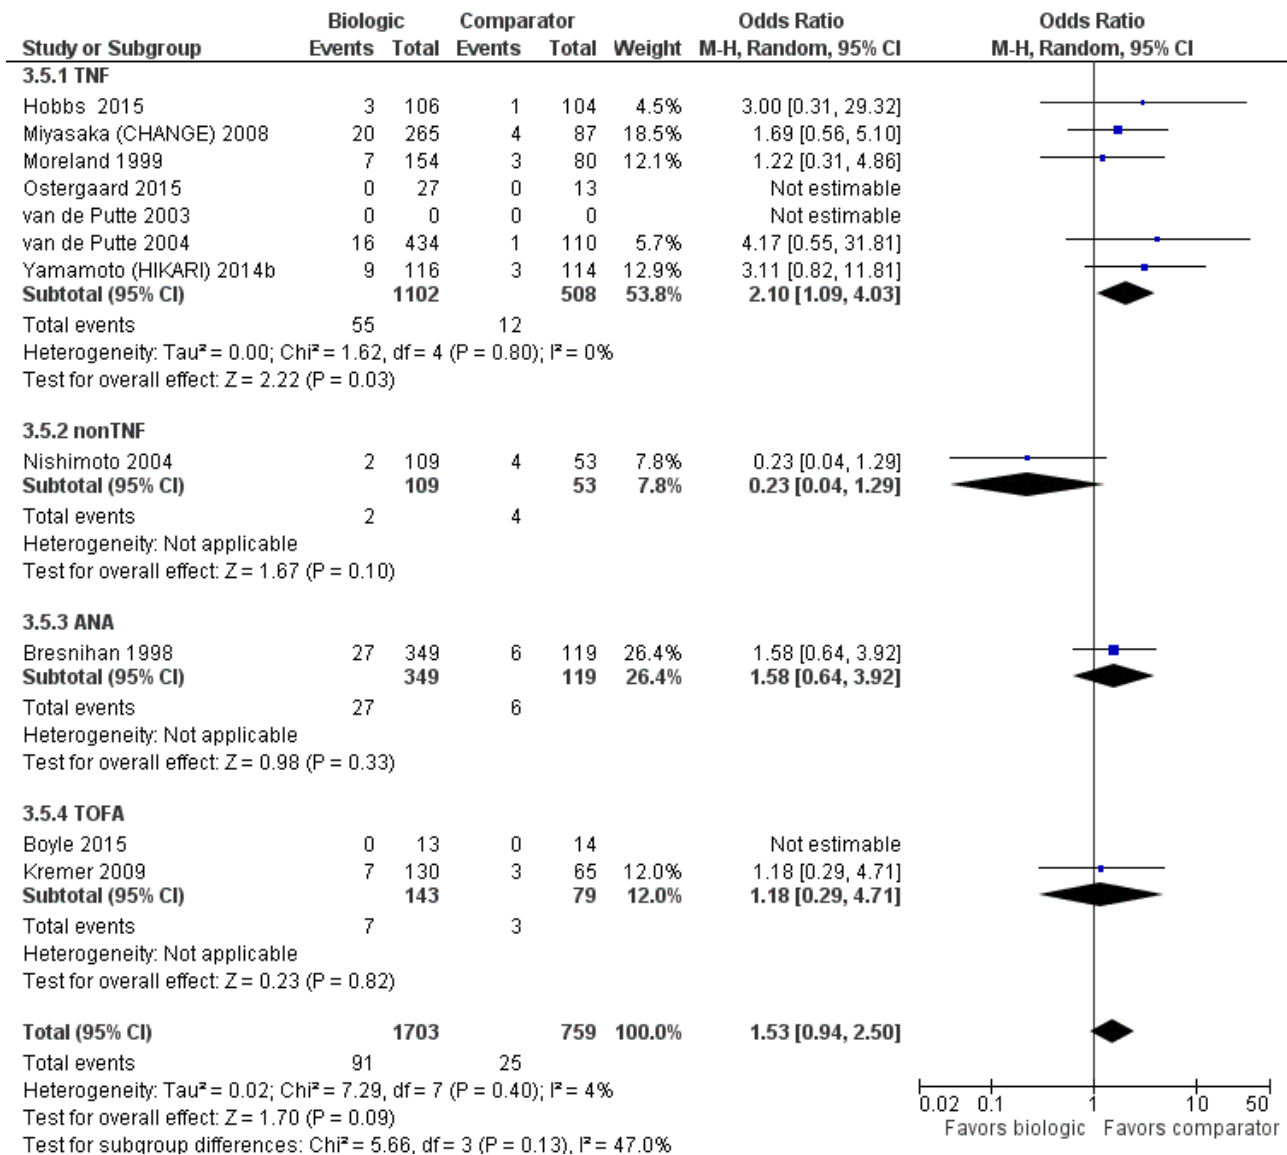 Biologic Comparator Odds Ratio Odds Ratio
Study or Subgroup Events Total Events Total Weight M-H, Random, 95% CI M-H, Random, 95% CI
3.5.1 TNF
Hobbs 2015 3 106 1 104 4.5% 3.00 [0.31, 29.32]
Miyasaka (CHANGE) 2008 20 265 4 87 18.5% 1.69 [0.56, 5.10]
Moreland 1999 7 154 3 80 12.1% 1.22 [0.31, 4.86]
Ostergaard 2015 0 27 0 13 Not estimable
van de Putte 2003 0 0 0 0 Not estimable
van de Putte 2004 16 434 1 110 5.7% 4.17 [0.55, 31.81]
Yamamoto (HIKARI) 2014b 9 116 3 114 12.9% 3.11 [0.82, 11.81]
Subtotal (95% CI) 1102 508 53.8% 2.10 [1.09, 4.03]
Total events 55 12
Heterogeneity: Tau² = 0.00; Chi² = 1.62, df = 4 (P = 0.80); I² = 0%
Test for overall effect: Z = 2.22 (P = 0.03)
3.5.2 nonTNF
Nishimoto 2004 2 109 4 53 7.8% 0.23 [0.04, 1.29]
Subtotal (95% CI) 109 53 7.8% 0.23 [0.04, 1.29]
Total events 2 4
Heterogeneity: Not applicable
Test for overall effect: Z = 1.67 (P = 0.10)
3.5.3 ANA
Bresnihan 1998 27 349 6 119 26.4% 1.58 [0.64, 3.92]
Subtotal (95% CI) 349 119 26.4% 1.58 [0.64, 3.92]
Total events 27 6
Heterogeneity: Not applicable
Test for overall effect: Z = 0.98 (P = 0.33)
3.5.4 TOFA
Boyle 2015 0 13 0 14 Not estimable
Kremer 2009 7 130 3 65 12.0% 1.18 [0.29, 4.71]
Subtotal (95% CI) 143 79 12.0% 1.18 [0.29, 4.71]
Total events 7 3
Heterogeneity: Not applicable
Test for overall effect: Z = 0.23 (P = 0.82)
Total (95% CI) 1703 759 100.0% 1.53 [0.94, 2.50]
Total events 91 25
Heterogeneity: Tau² = 0.02; Chi² = 7.29, df = 7 (P = 0.40); I² = 4%
Test for overall effect: Z = 1.70 (P = 0.09)
Test for subgroup differences: Chi² = 5.66, df = 3 (P = 0.13), I² = 47.0%
0.02 0.1 1 10 50
Favors biologic Favors comparator